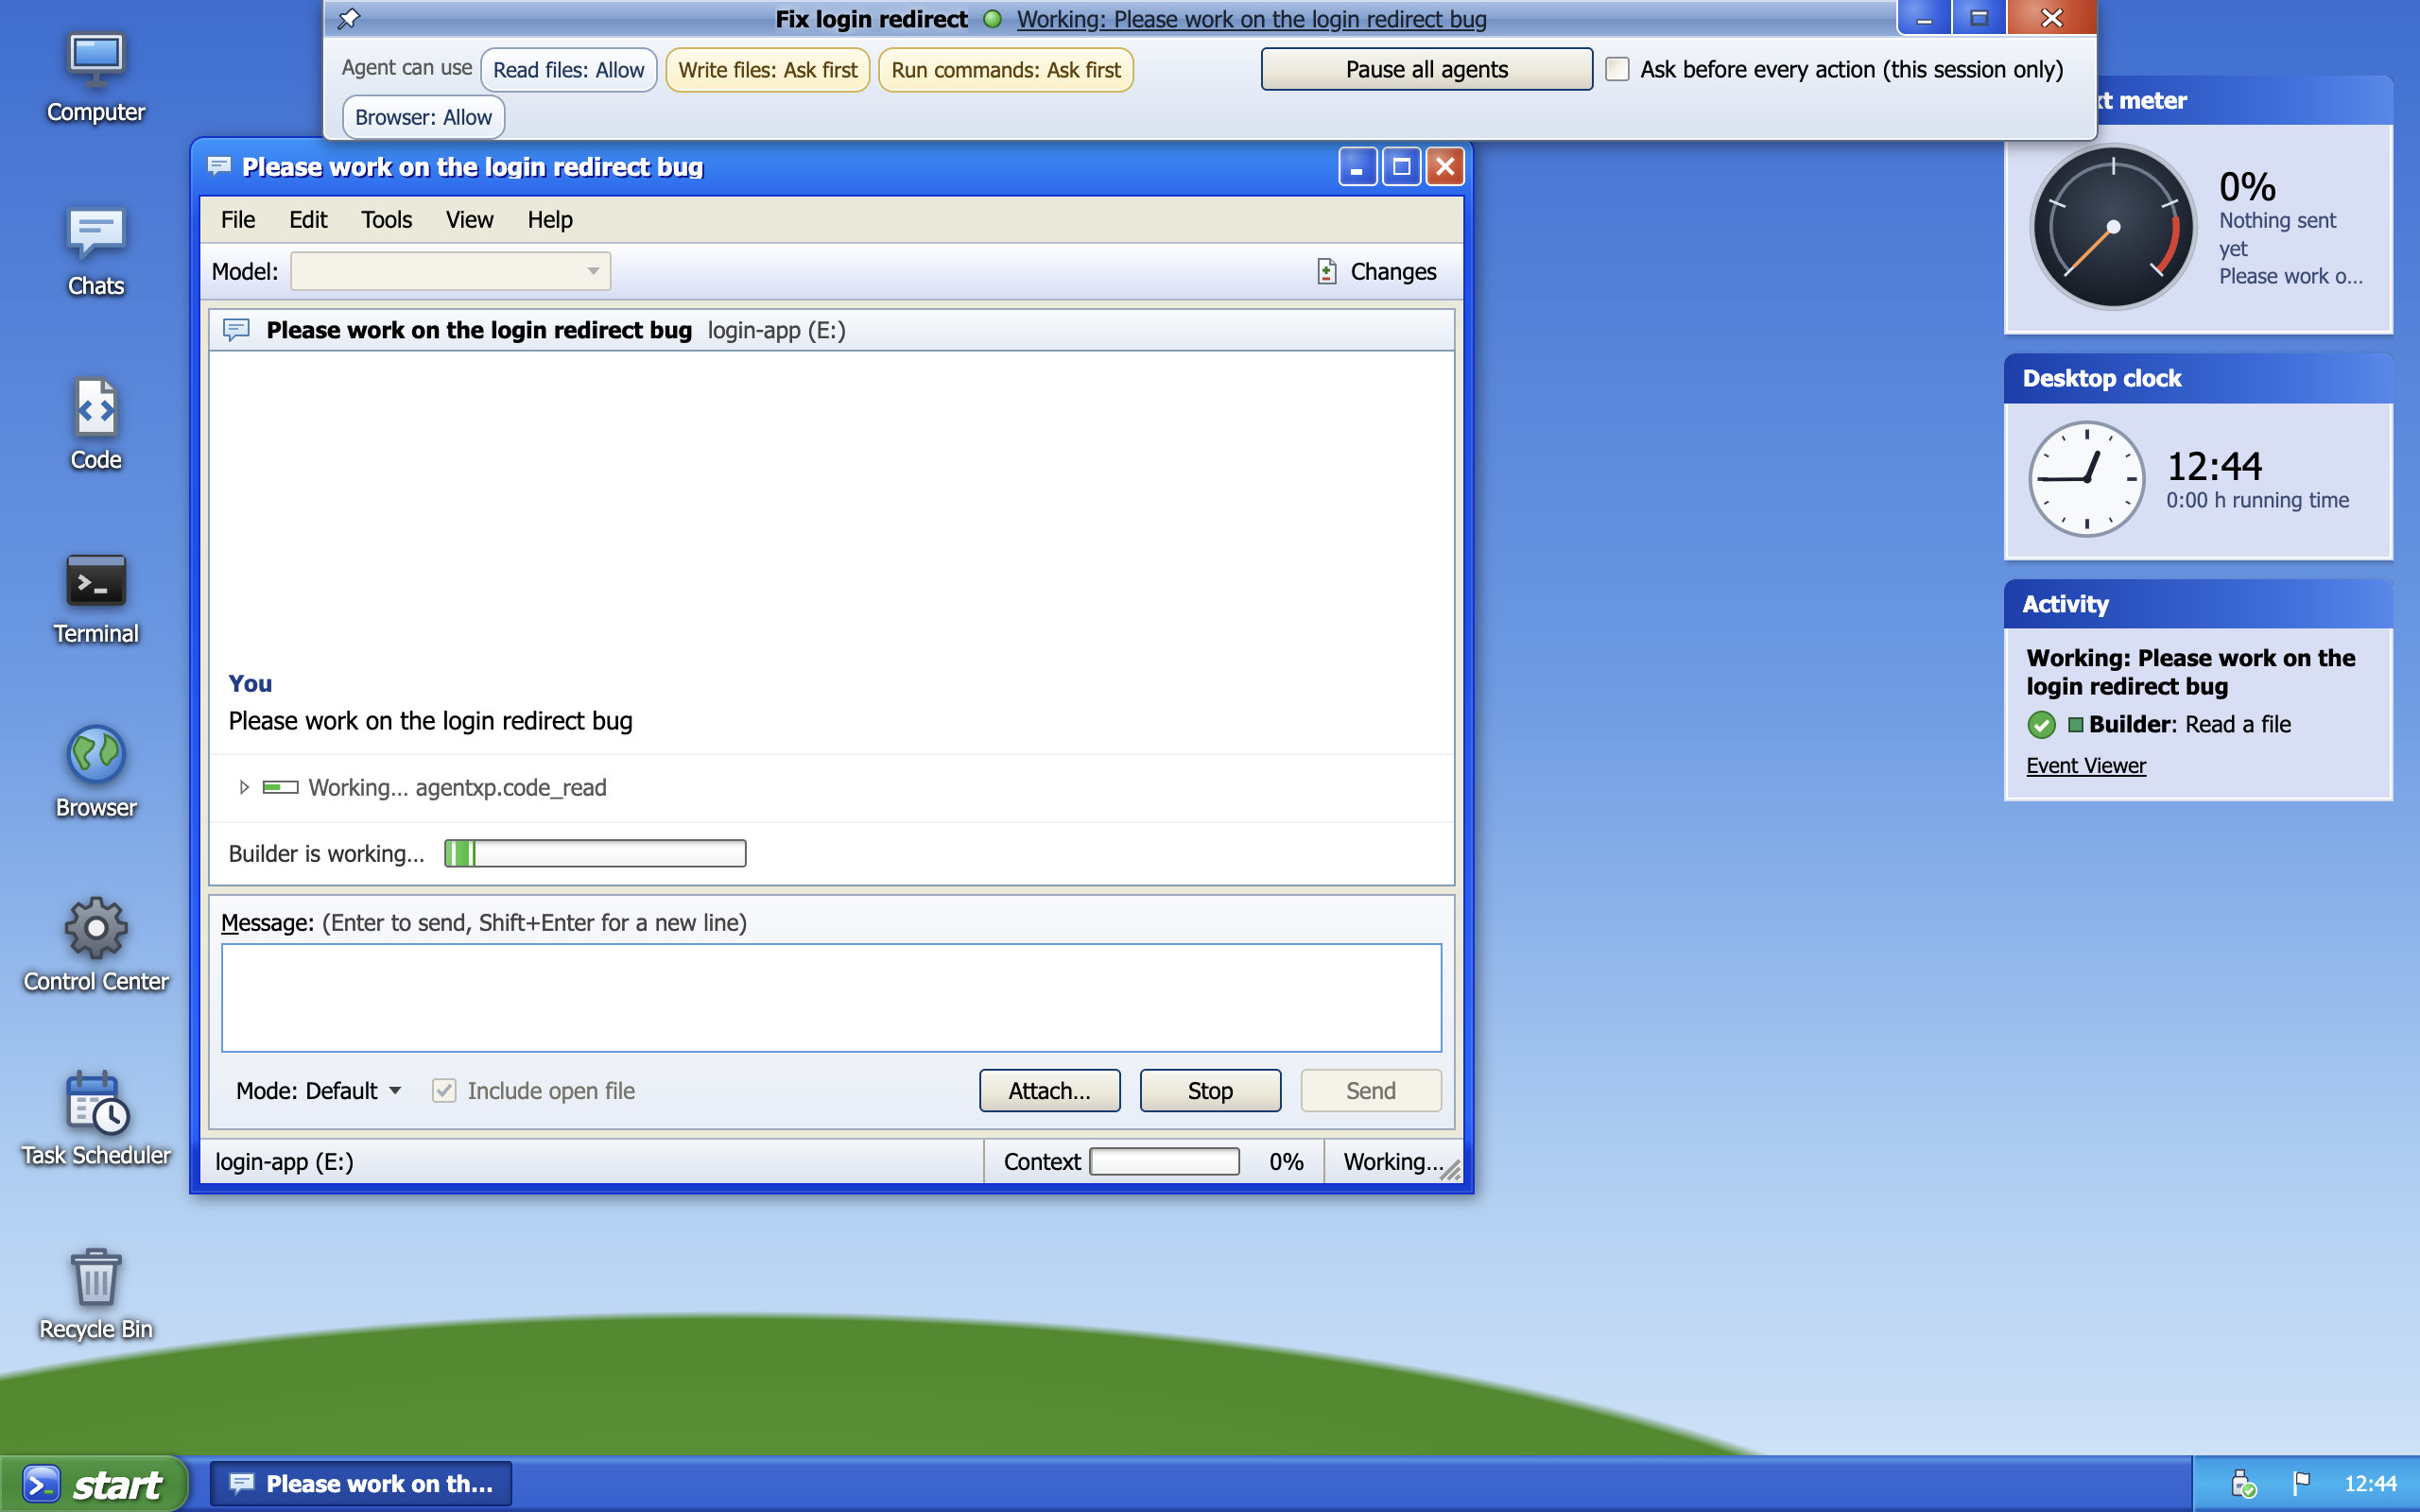 Fix login redirect Working: Please work on the login redirect bug
Agent can use Read files: Allow Write files: Ask first Run commands: Ask first Pause all agents Ask before every action (this session only)
Browser: Allow
Computer
Chats
Code
Terminal
Browser
Control Center
Task Scheduler
Recycle Bin
Please work on the login redirect bug
File Edit Tools View Help
Model: Changes
Please work on the login redirect bug login-app (E:)
You
Please work on the login redirect bug
Working... agentxp.code_read
Builder is working...
Message: (Enter to send, Shift+Enter for a new line)
Mode: Default Include open file Attach... Stop Send
login-app (E:) Context 0% Working...
meter
0%
Nothing sent
yet
Please work o...
Desktop clock
12:44
0:00 h running time
Activity
Working: Please work on the
login redirect bug
Builder: Read a file
Event Viewer
start Please work on th... 12:44